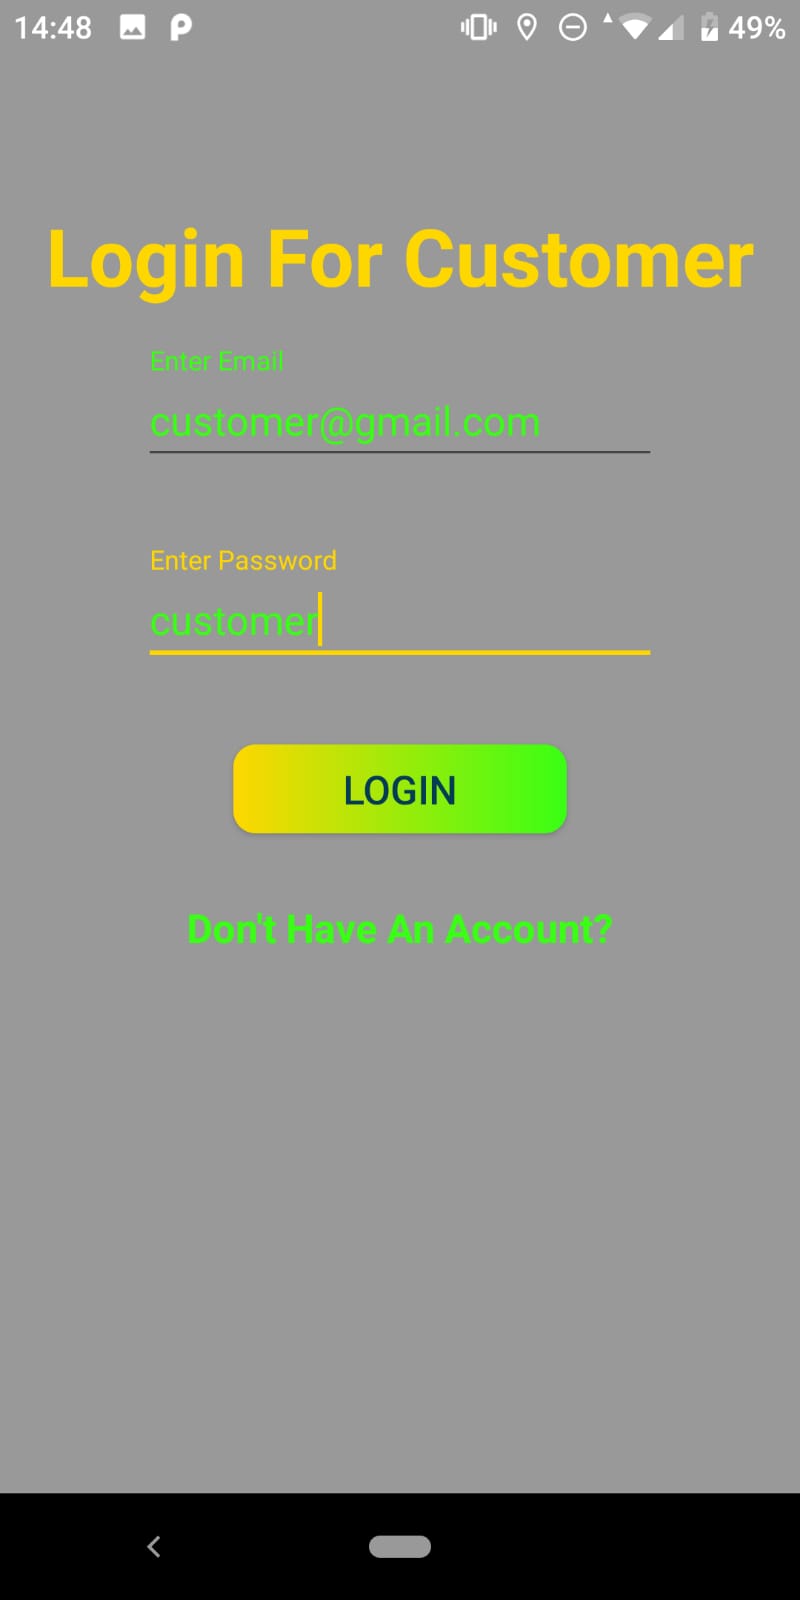 14:48 49%
Login For Customer
Enter Email
customer@gmail.com
Enter Password
customer
LOGIN
Don't Have An Account?